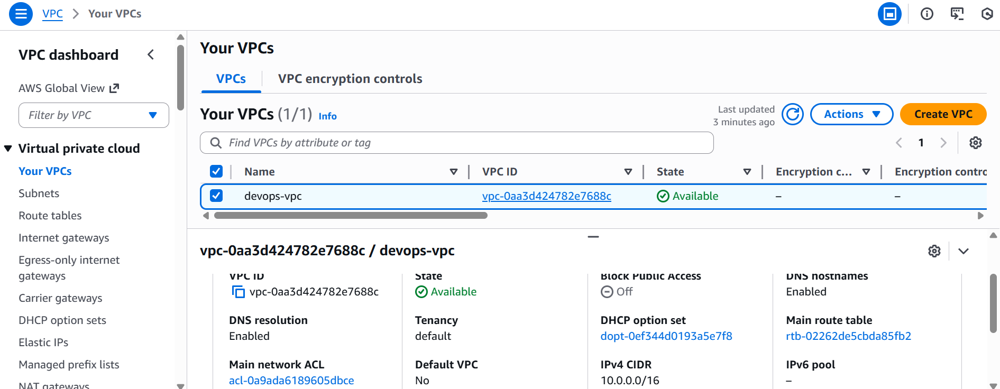 VPC > Your VPCs
VPC dashboard
AWS Global View
Filter by VPC
Virtual private cloud
Your VPCs
Subnets
Route tables
Internet gateways
Egress-only internet
gateways
Carrier gateways
DHCP option sets
Elastic IPs
Managed prefix lists
NAT gateways
Your VPCs
VPCs
VPC encryption controls
Your VPCs (1/1) Info
Last updated
3 minutes ago
Actions
Create VPC
Find VPCs by attribute or tag
1
Name VPC ID State Encryption c... Encryption contro
devops-vpc vpc-0aa3d424782e7688c Available – –
vpc-0aa3d424782e7688c / devops-vpc
VPC ID
vpc-0aa3d424782e7688c
State
Available
Block Public Access
Off
DNS hostnames
Enabled
DNS resolution
Enabled
Tenancy
default
DHCP option set
dopt-0ef344d0193a5e7f8
Main route table
rtb-02262de5cbda85fb2
Main network ACL
acl-0a9ada6189605dbce
Default VPC
No
IPv4 CIDR
10.0.0.0/16
IPv6 pool
–